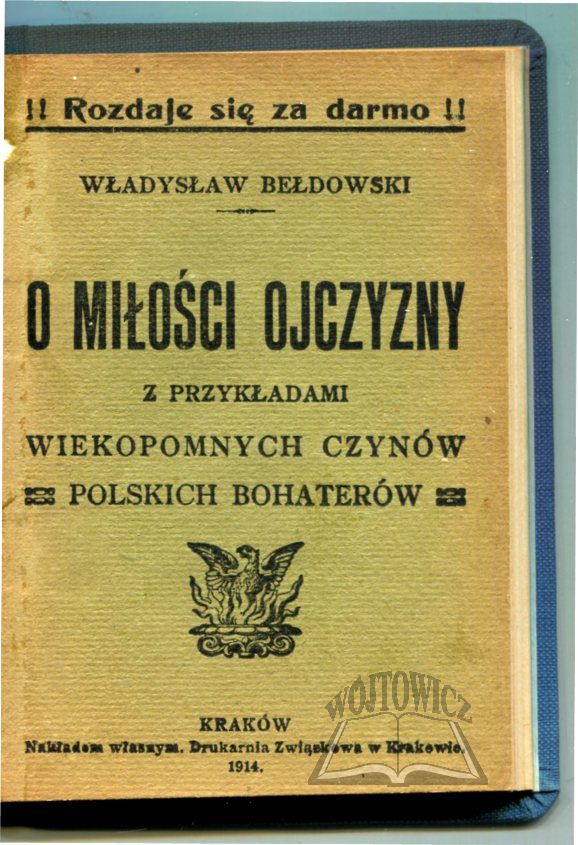 !! Rozdaje się za darmo !!
WŁADYSŁAW BEŁDOWSKI
O MIŁOŚCI OJCZYZNY
Z PRZYKŁADAMI
WIEKOPOMNYCH CZYNÓW
POLSKICH BOHATERÓW
KRAKÓW
Nakładem własnym. Drukarnia Związkowa w Krakowie.
1914.
WÓJTOWICZ